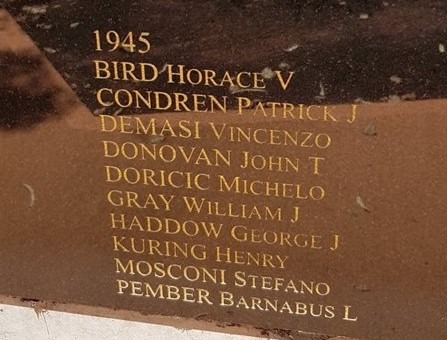 1945
BIRD HORACE V
CONDREN PATRICK J
DEMASI VINCENZO
DONOVAN JOHN T
DORICIC MICHELO
GRAY WILLIAM J
HADDOW GEORGE J
KURING HENRY
MOSCONI STEFANO
PEMBER BARNABUS L